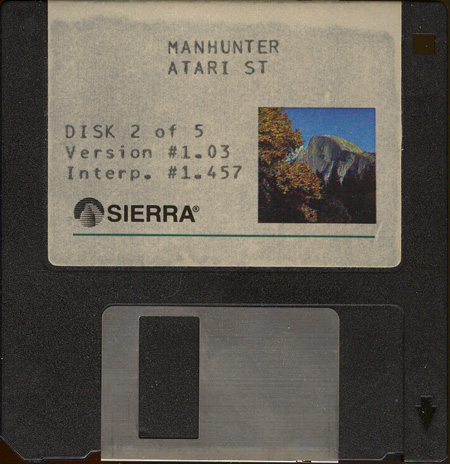 MANHUNTER
ATARI ST
DISK 2 of 5
Version #1.03
Interp. #1.457
SIERRA®